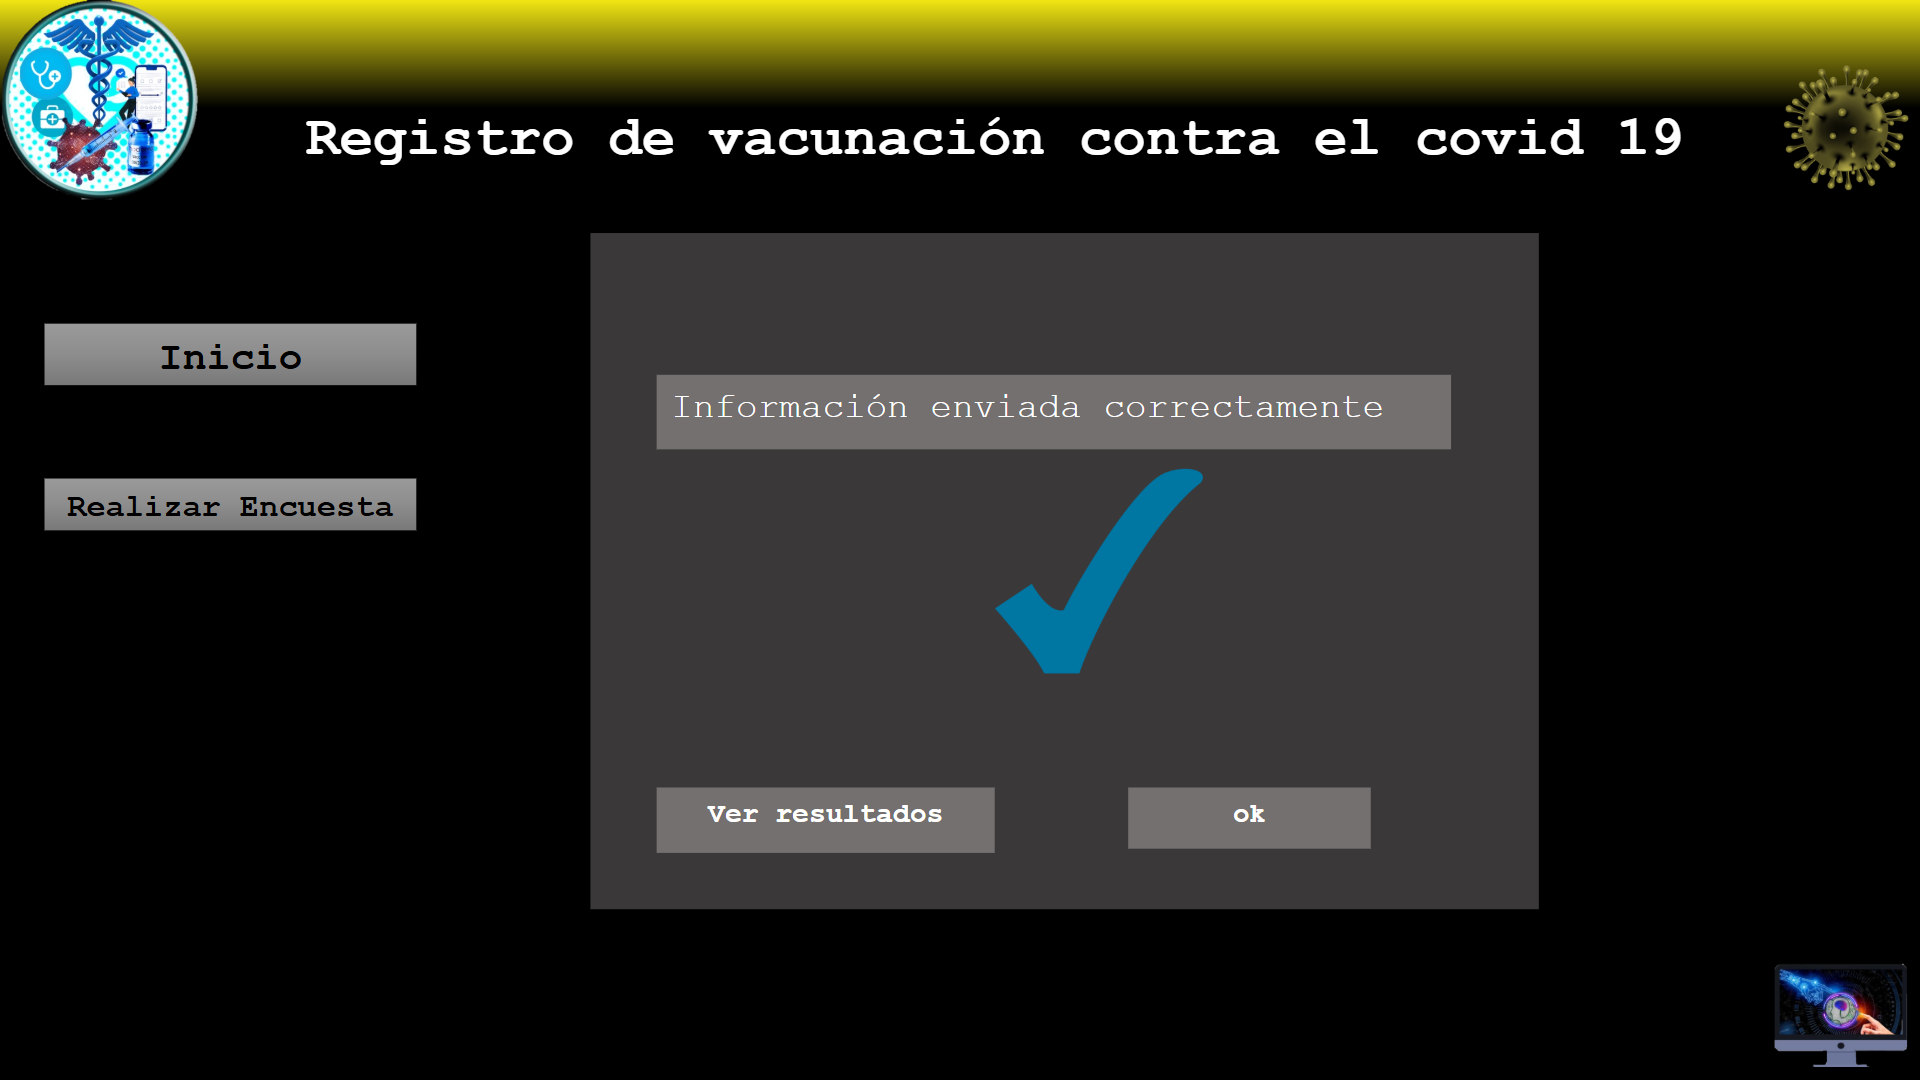 Registro de vacunación contra el covid 19
Inicio
Realizar Encuesta
Información enviada correctamente
Ver resultados
ok